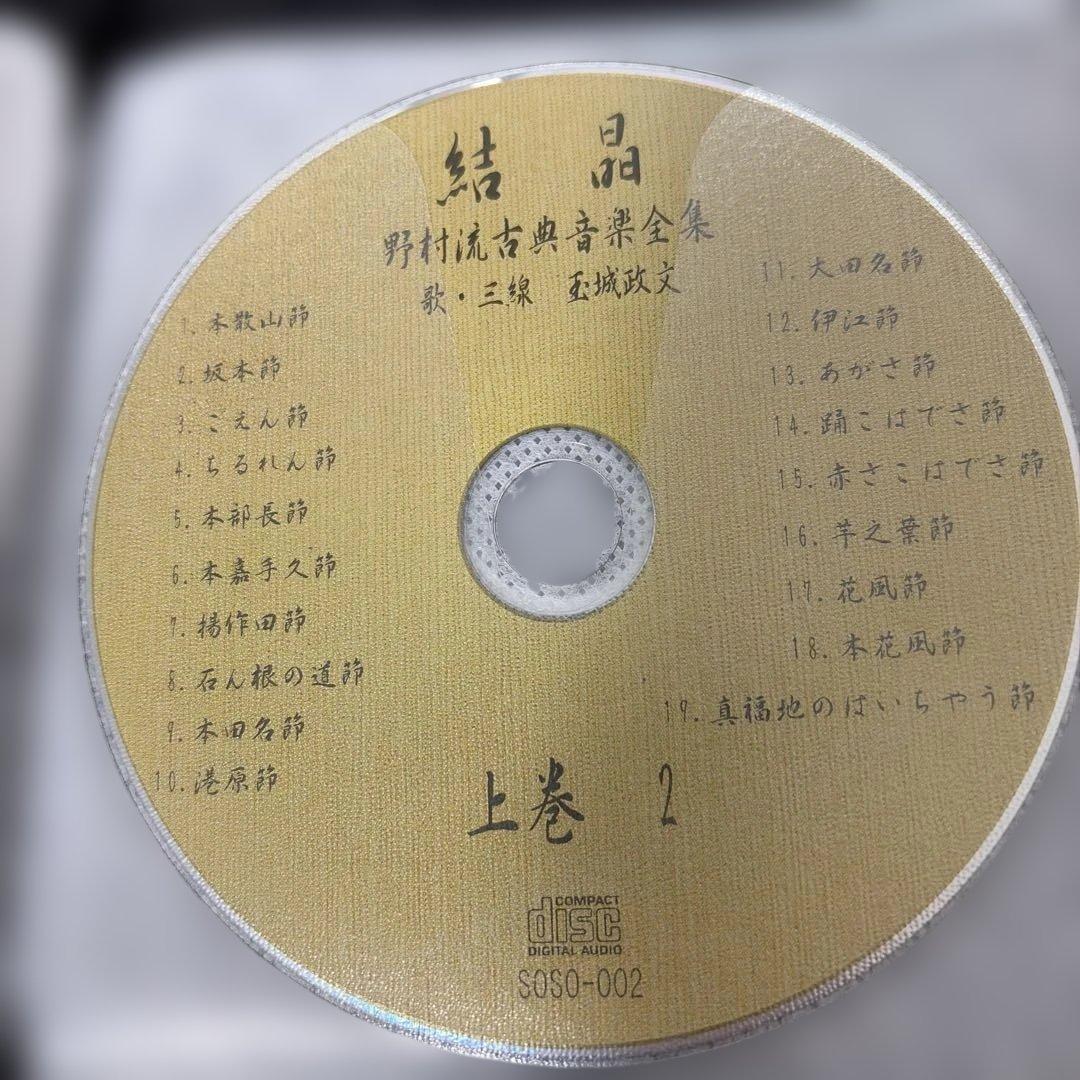 結 晶
野村流古典音楽全集
歌・三線 玉城政文
1. 本散山節
2. 坂本節
3. ごえん節
4. ちるれん節
5. 本部長節
6. 本嘉手久節
7. 揚作田節
8. 石ん根の道節
9. 本田名節
10. 港原節
11. 大田名節
12. 伊江節
13. あがさ節
14. 踊こはでさ節
15. 赤さこはでさ節
16. 芋之葉節
17. 花風節
18. 本花風節
19. 真福地のはいちやう節
上巻 2
COMPACT
disc
DIGITAL AUDIO
SOSO-002